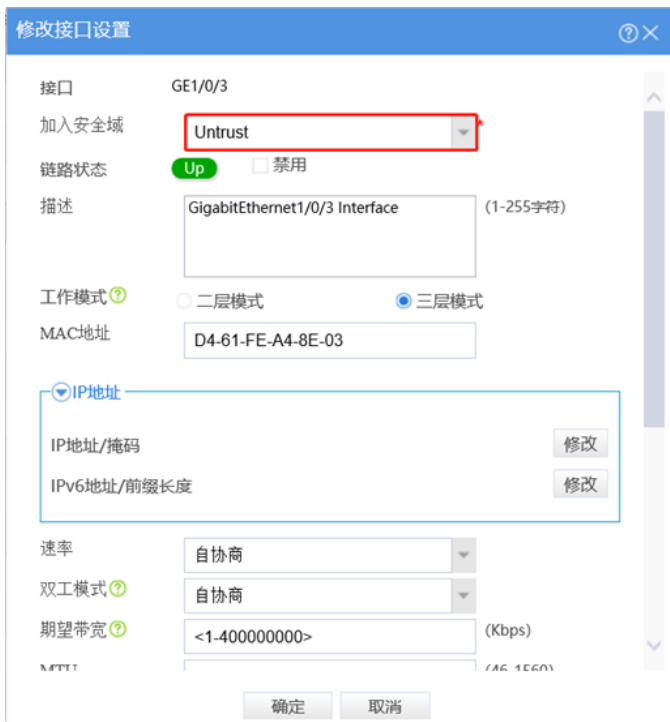 修改接口设置
接口 GE1/0/3
加入安全域 Untrust *
链路状态 Up 禁用
描述 GigabitEthernet1/0/3 Interface (1-255字符)
工作模式 二层模式 三层模式
MAC地址 D4-61-FE-A4-8E-03
IP地址
IP地址/掩码 修改
IPv6地址/前缀长度 修改
速率 自协商
双工模式 自协商
期望带宽 <1-400000000> (Kbps)
MTU (46-1560)
确定 取消